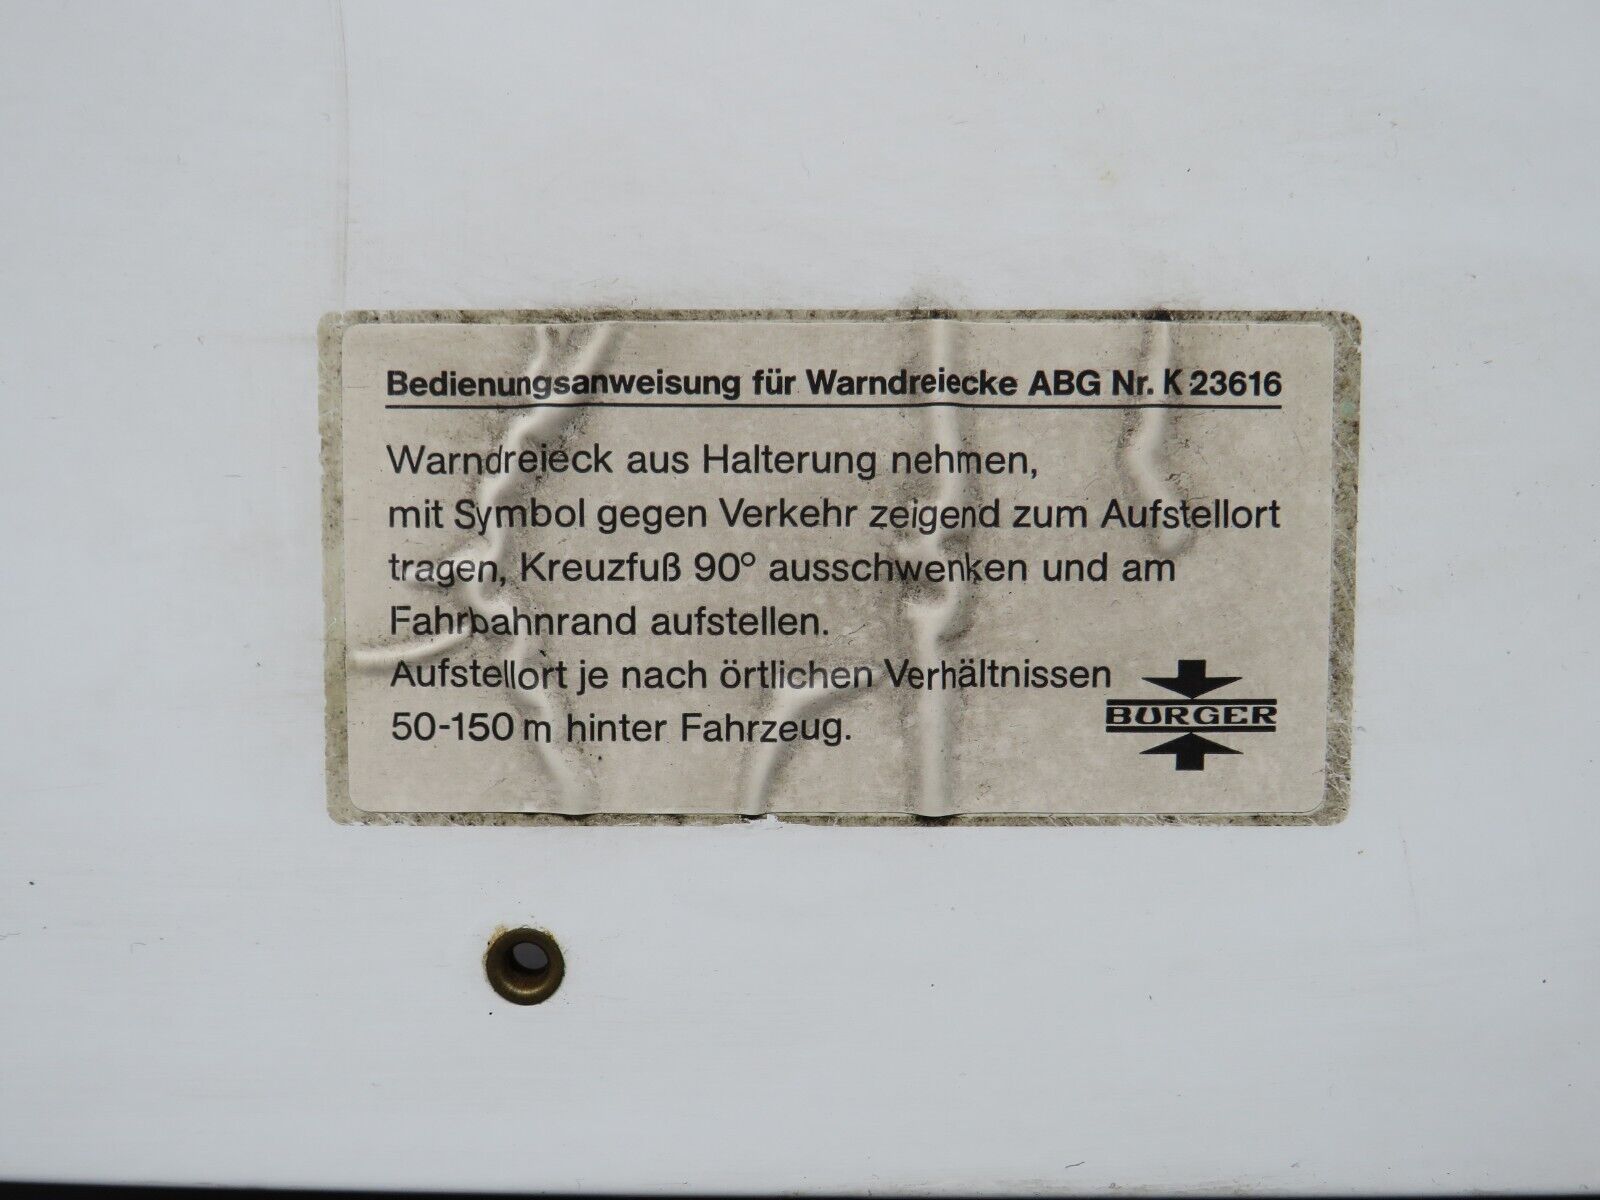 Bedienungsanweisung für Warndreiecke ABG Nr. K 23616
Warndreieck aus Halterung nehmen,
mit Symbol gegen Verkehr zeigend zum Aufstellort
tragen, Kreuzfuß 90° ausschwenken und am
Fahrbahnrand aufstellen.
Aufstellort je nach örtlichen Verhältnissen
50-150 m hinter Fahrzeug.
BURGER